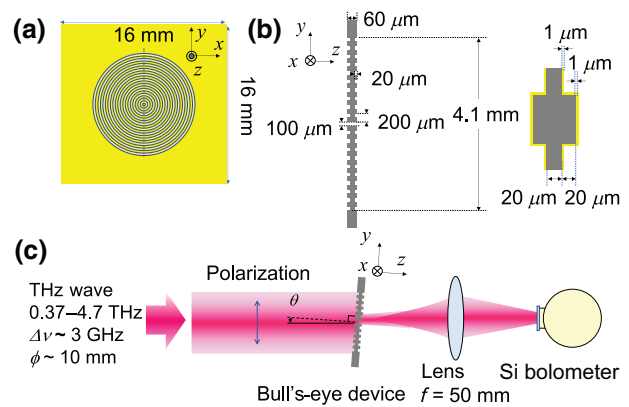 (a)
16 mm
y
x
z
16 mm
(b)
y
x
z
60 μm
20 μm
100 μm
200 μm
4.1 mm
1 μm
1 μm
20 μm
20 μm
(c)
THz wave
0.37–4.7 THz
Δν ~ 3 GHz
ϕ ~ 10 mm
Polarization
θ
y
x
z
Bull's-eye device
Lens
f = 50 mm
Si bolometer